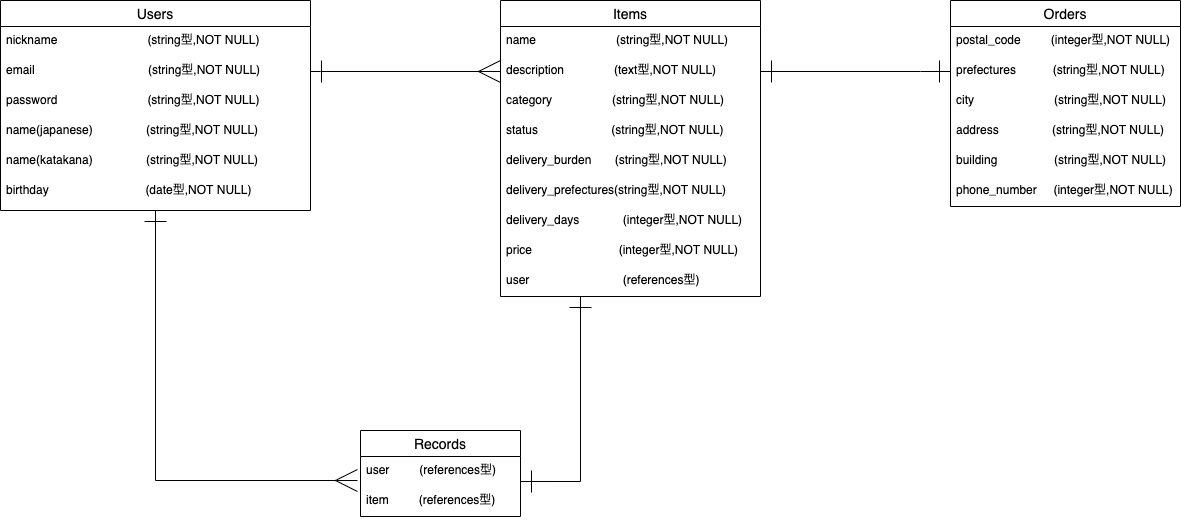 Users
nickname (string型,NOT NULL)
email (string型,NOT NULL)
password (string型,NOT NULL)
name(japanese) (string型,NOT NULL)
name(katakana) (string型,NOT NULL)
birthday (date型,NOT NULL)
Items
name (string型,NOT NULL)
description (text型,NOT NULL)
category (string型,NOT NULL)
status (string型,NOT NULL)
delivery_burden (string型,NOT NULL)
delivery_prefectures(string型,NOT NULL)
delivery_days (integer型,NOT NULL)
price (integer型,NOT NULL)
user (references型)
Orders
postal_code (integer型,NOT NULL)
prefectures (string型,NOT NULL)
city (string型,NOT NULL)
address (string型,NOT NULL)
building (string型,NOT NULL)
phone_number (integer型,NOT NULL)
Records
user (references型)
item (references型)